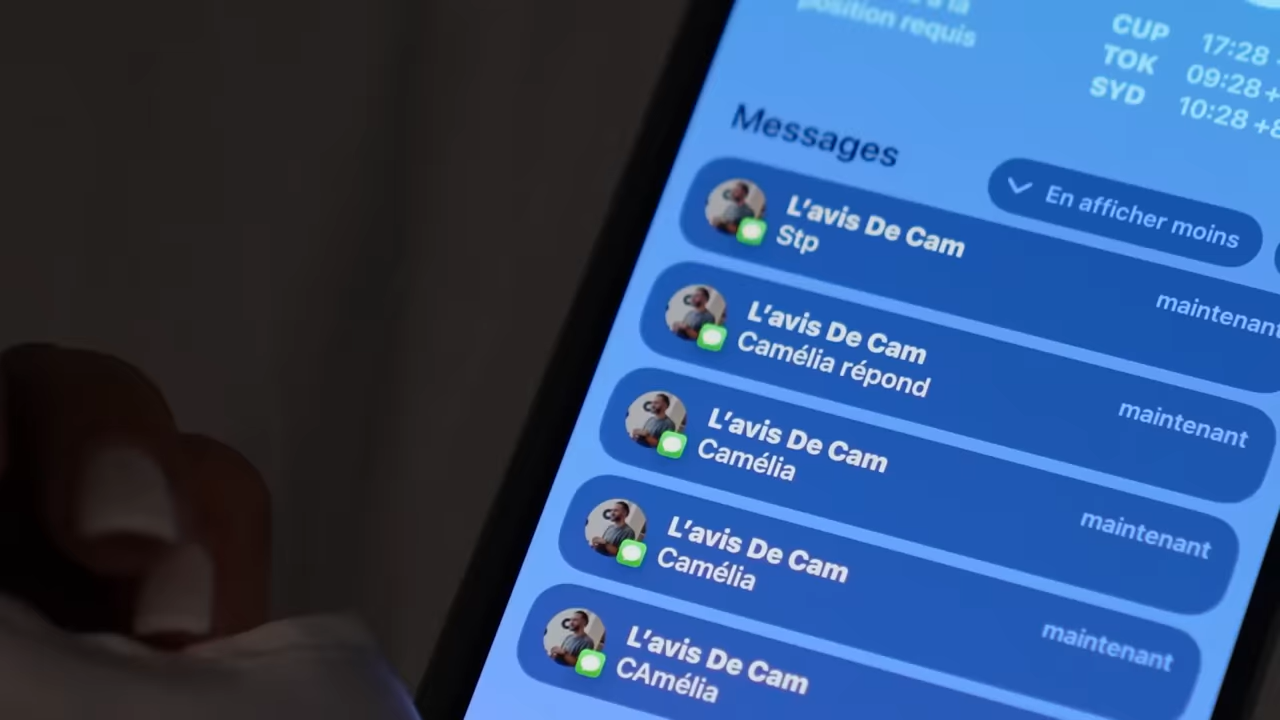 position requis
CUP 17:28
TOK 09:28 +
SYD 10:28 +8
Messages
En afficher moins
L'avis De Cam
Stp
maintenant
L'avis De Cam
Camélia répond
maintenant
L'avis De Cam
Camélia
maintenant
L'avis De Cam
Camélia
maintenant
L'avis De Cam
CAmélia